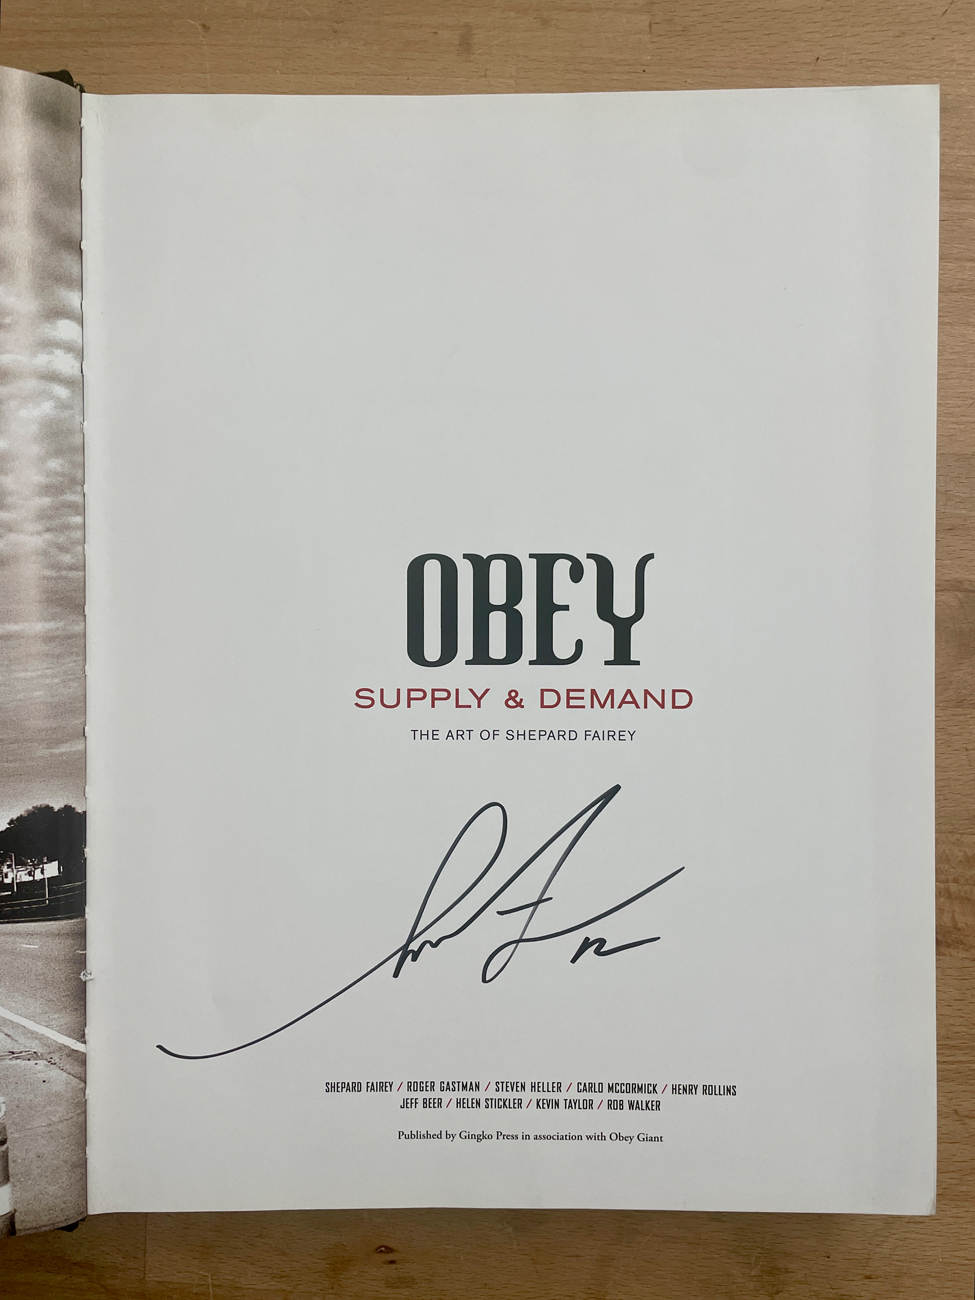 OBEY
SUPPLY & DEMAND
THE ART OF SHEPARD FAIREY
SHEPARD FAIREY / ROGER GASTMAN / STEVEN HELLER / CARLO MCCORMICK / HENRY ROLLINS
JEFF BEER / HELEN STICKLER / KEVIN TAYLOR / ROB WALKER
Published by Gingko Press in association with Obey Giant